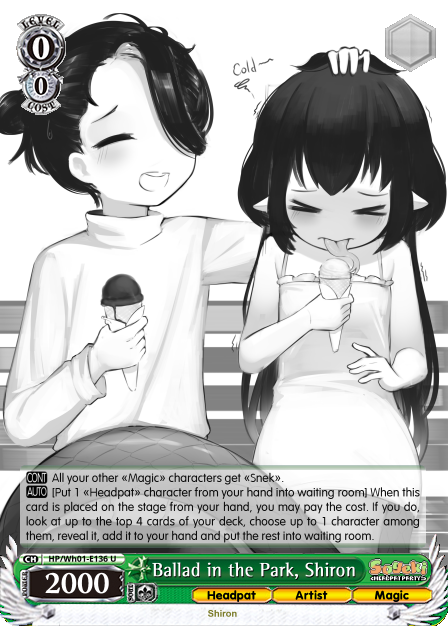 LEVEL
0
0
COST
Cold~
CONT All your other «Magic» characters get «Snek».
AUTO [Put 1 «Headpat» character from your hand into waiting room] When this
card is placed on the stage from your hand, you may pay the cost. If you do,
look at up to the top 4 cards of your deck, choose up to 1 character among
them, reveal it, add it to your hand and put the rest into waiting room.
CH HP/Wh01-E136 U
POWER 2000 SOUL Ballad in the Park, Shiron
Sayori
HEADPAT PARTY
Headpat Artist Magic
Shiron